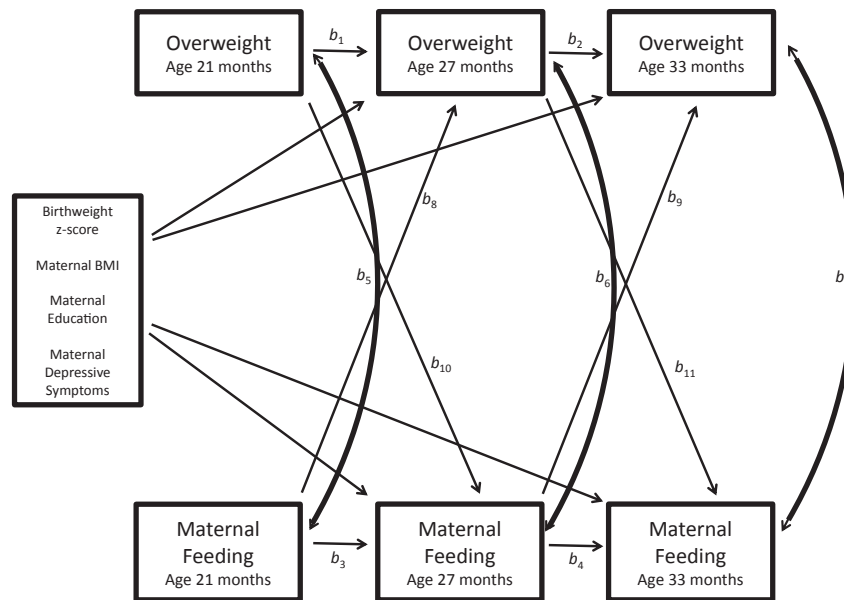 Overweight
Age 21 months
b1
Overweight
Age 27 months
b2
Overweight
Age 33 months
Birthweight
z-score
Maternal BMI
Maternal
Education
Maternal
Depressive
Symptoms
b8
b9
b5
b6
b
b10
b11
Maternal
Feeding
Age 21 months
b3
Maternal
Feeding
Age 27 months
b4
Maternal
Feeding
Age 33 months